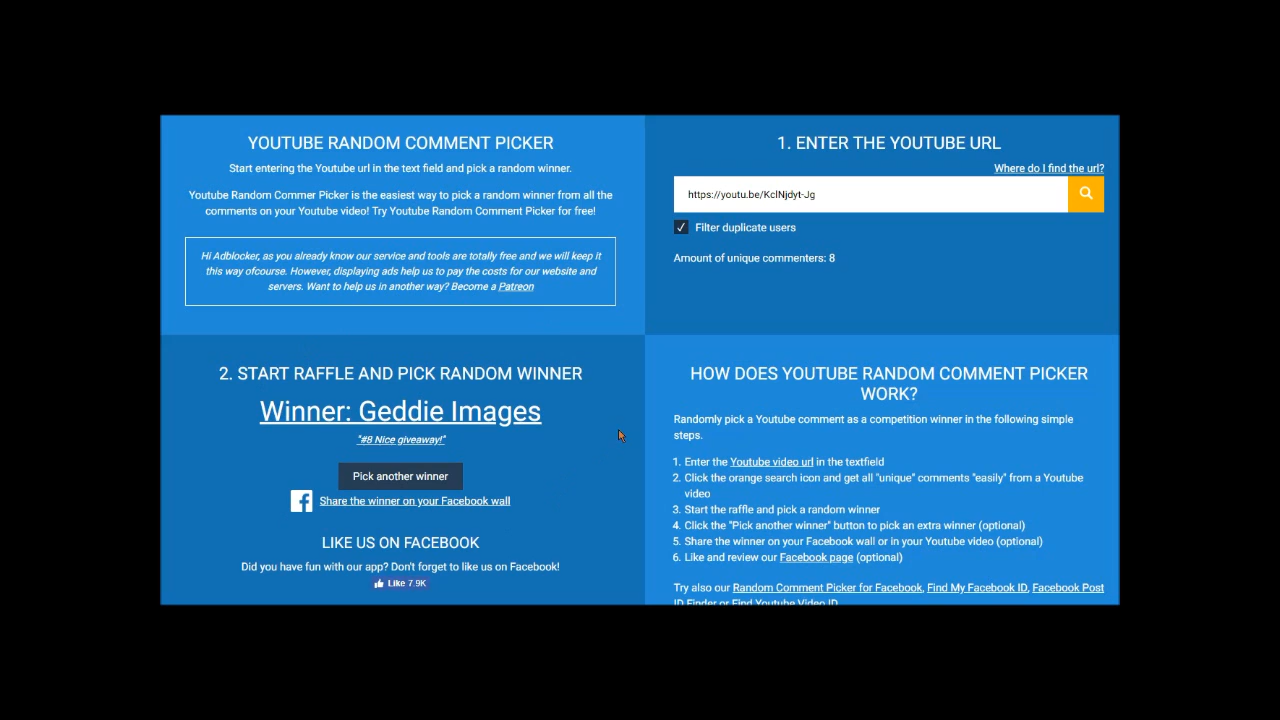 YOUTUBE RANDOM COMMENT PICKER
Start entering the Youtube url in the text field and pick a random winner.
Youtube Random Commer Picker is the easiest way to pick a random winner from all the
comments on your Youtube video! Try Youtube Random Comment Picker for free!
Hi Adblocker, as you already know our service and tools are totally free and we will keep it
this way ofcourse. However, displaying ads help us to pay the costs for our website and
servers. Want to help us in another way? Become a Patreon
1. ENTER THE YOUTUBE URL
Where do I find the url?
https://youtu.be/KclNjdyt-Jg
Filter duplicate users
Amount of unique commenters: 8
2. START RAFFLE AND PICK RANDOM WINNER
Winner: Geddie Images
"#8 Nice giveaway!"
Pick another winner
Share the winner on your Facebook wall
LIKE US ON FACEBOOK
Did you have fun with our app? Don't forget to like us on Facebook!
Like 7.9K
HOW DOES YOUTUBE RANDOM COMMENT PICKER
WORK?
Randomly pick a Youtube comment as a competition winner in the following simple
steps.
1. Enter the Youtube video url in the textfield
2. Click the orange search icon and get all "unique" comments "easily" from a Youtube
video
3. Start the raffle and pick a random winner
4. Click the "Pick another winner" button to pick an extra winner (optional)
5. Share the winner on your Facebook wall or in your Youtube video (optional)
6. Like and review our Facebook page (optional)
Try also our Random Comment Picker for Facebook, Find My Facebook ID, Facebook Post
ID Finder or Find Youtube Video ID